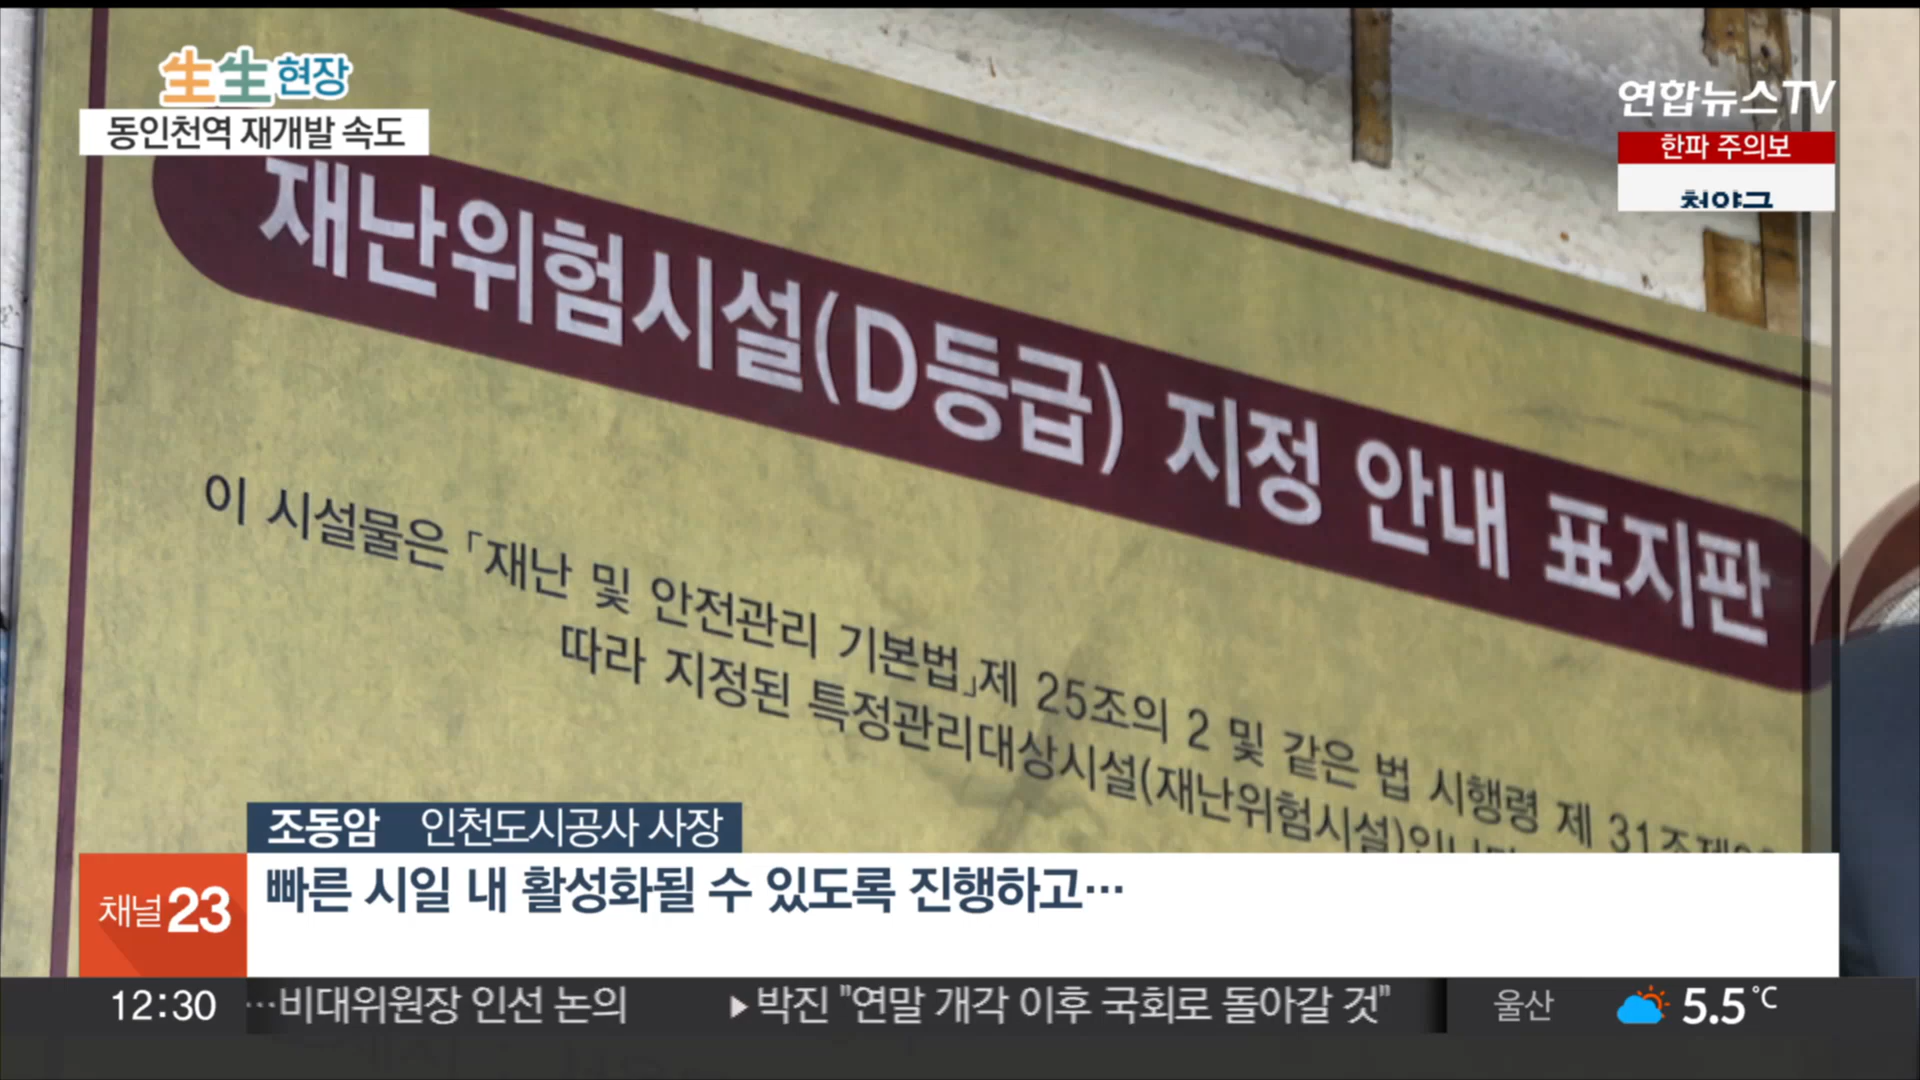 生生현장
동인천역 재개발 속도
연합뉴스TV
한파 주의보
재난위험시설(D등급) 지정 안내 표지판
이 시설물은 「재난 및 안전관리 기본법」제 25조의 2 및 같은 법 시행령 제 31조제
따라 지정된 특정관리대상시설(재난위험시설)입니다
조동암 인천도시공사 사장
채널23
빠른 시일 내 활성화될 수 있도록 진행하고…
12:30
…비대위원장 인선 논의 ▶박진 "연말 개각 이후 국회로 돌아갈 것"
울산 5.5℃